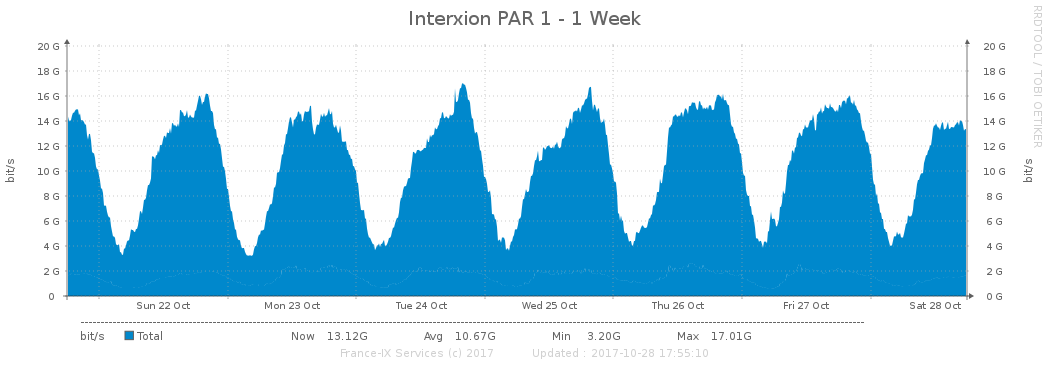 Interxion PAR 1 - 1 Week
RRDTOOL / TOBI OETIKER
20 G 20 G
18 G 18 G
16 G 16 G
14 G 14 G
12 G 12 G
10 G 10 G
8 G 8 G
6 G 6 G
4 G 4 G
2 G 2 G
0 0 G
bit/s
bit/s
Sun 22 Oct Mon 23 Oct Tue 24 Oct Wed 25 Oct Thu 26 Oct Fri 27 Oct Sat 28 Oct
bit/s Total Now 13.12G Avg 10.67G Min 3.20G Max 17.01G
France-IX Services (c) 2017 Updated : 2017-10-28 17:55:10